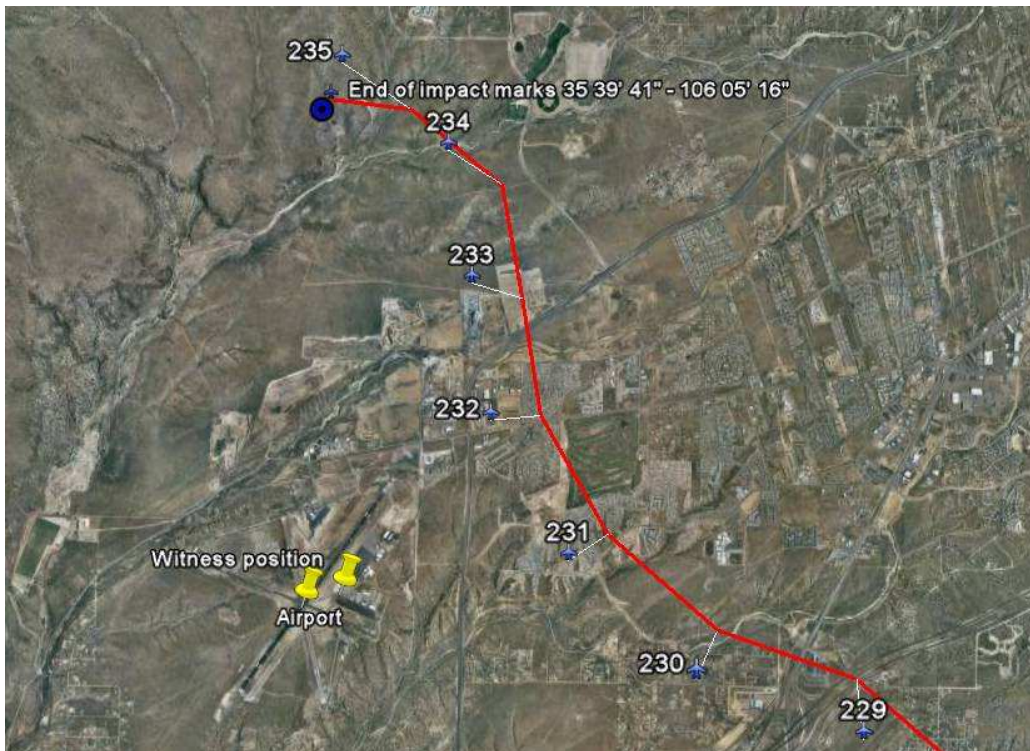 235
End of impact marks 35 39' 41" - 106 05' 16"
234
233
232
231
Witness position
Airport
230
229